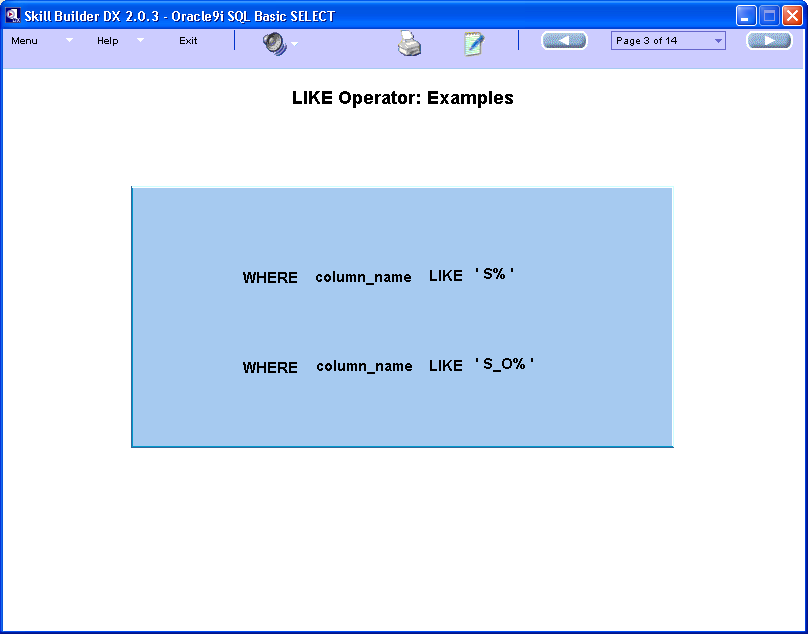 Skill Builder DX 2.0.3 - Oracle9i SQL Basic SELECT
Menu Help Exit Page 3 of 14
LIKE Operator: Examples
WHERE column_name LIKE ' S% '
WHERE column_name LIKE ' S_O% '